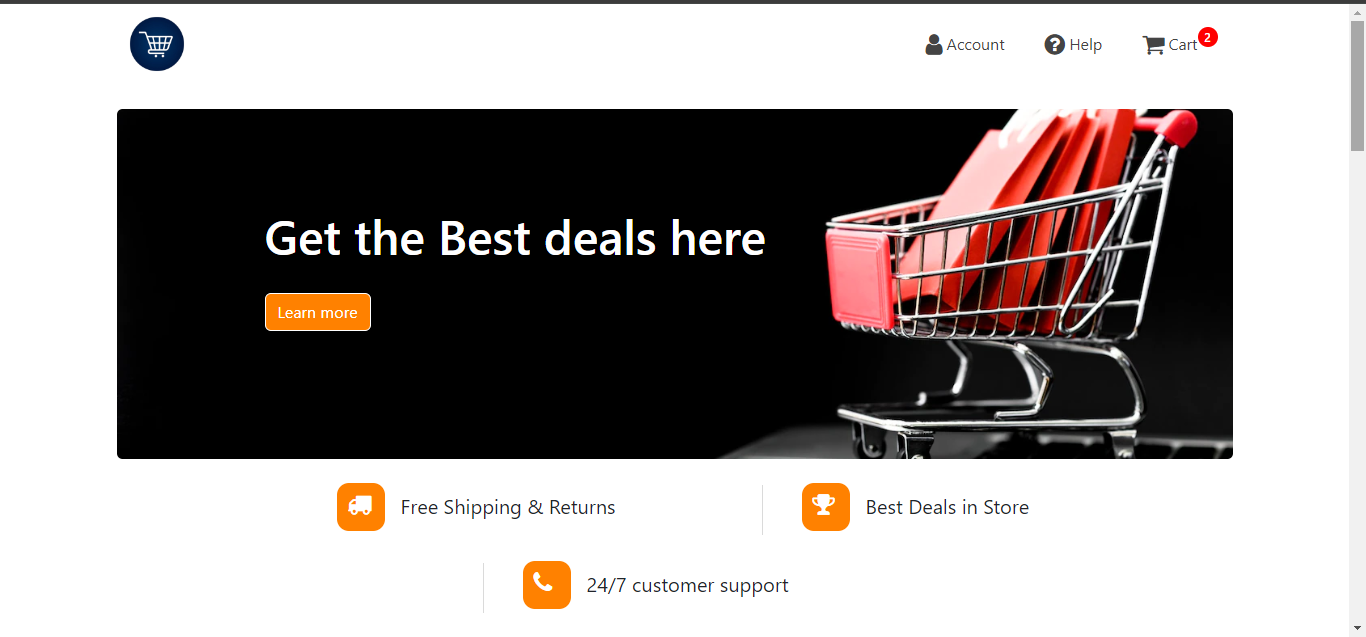 Account Help Cart 2
Get the Best deals here
Learn more
Free Shipping & Returns
Best Deals in Store
24/7 customer support